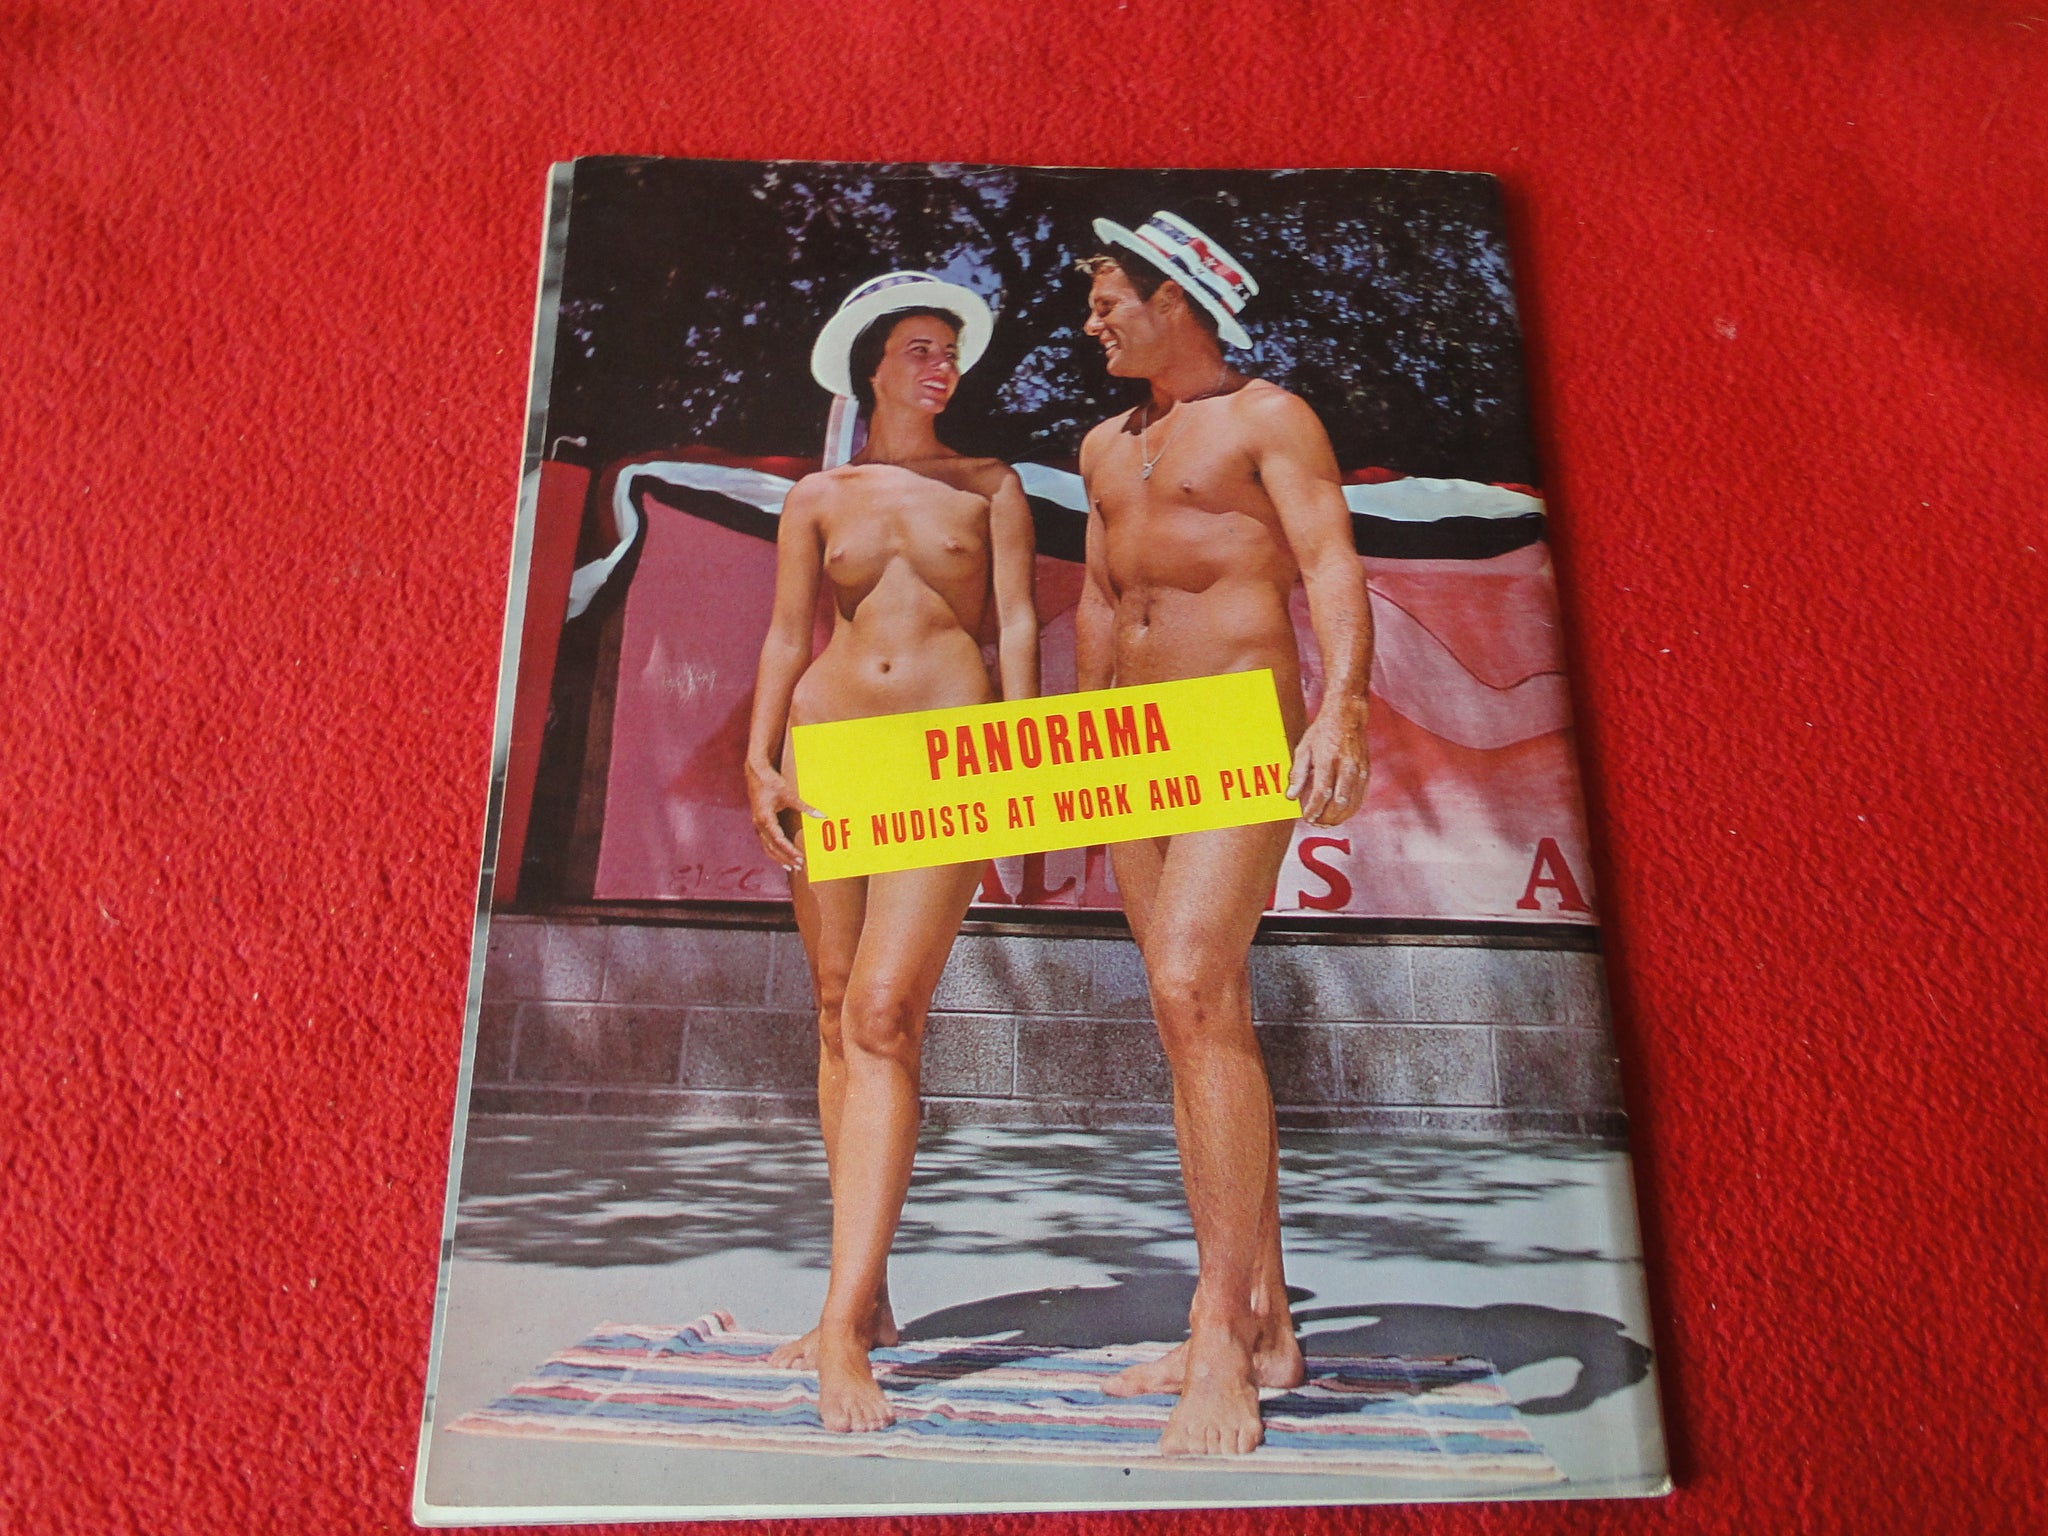 PANORAMA
OF NUDISTS AT WORK AND PLAY
S A